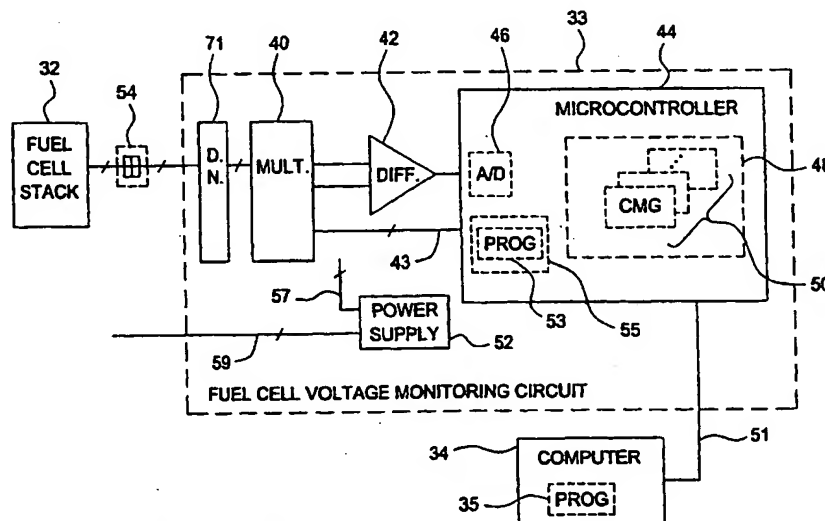 33
44
71
40
42
32
54
46
MICROCONTROLLER
48
FUEL
CELL
STACK
D.
N.
MULT.
DIFF.
A/D
CMG
PROG
43
53
55
50
57
POWER
SUPPLY
52
59
FUEL CELL VOLTAGE MONITORING CIRCUIT
51
34
COMPUTER
35
PROG